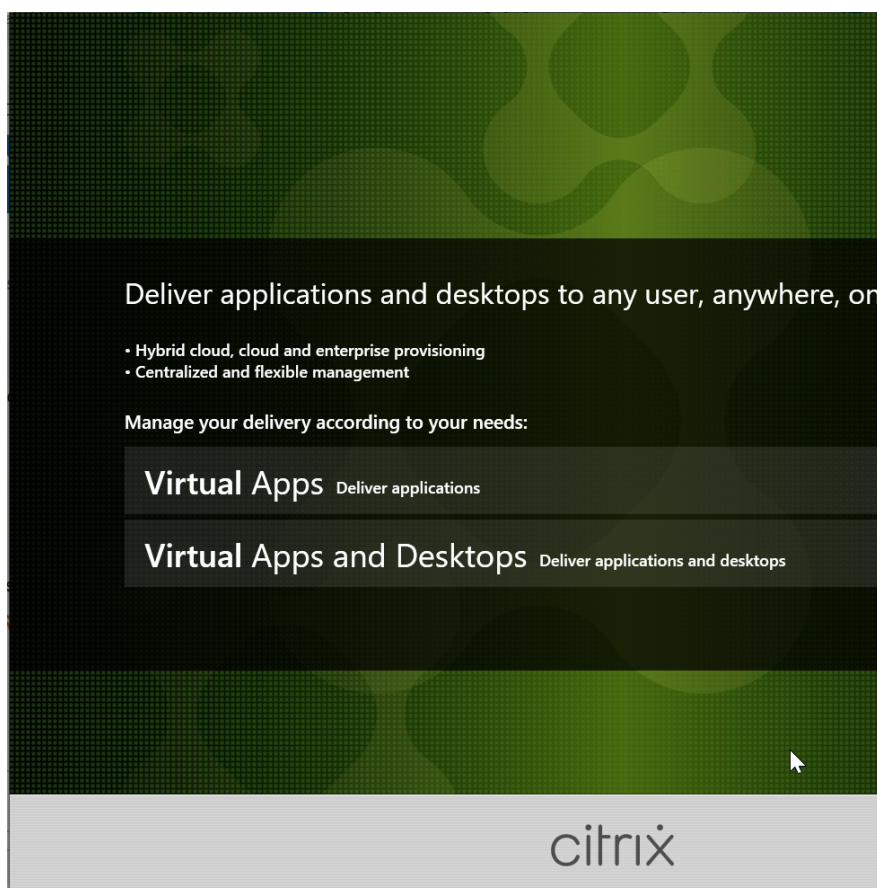 Deliver applications and desktops to any user, anywhere, on
• Hybrid cloud, cloud and enterprise provisioning
• Centralized and flexible management
Manage your delivery according to your needs:
Virtual Apps Deliver applications
Virtual Apps and Desktops Deliver applications and desktops
citrix